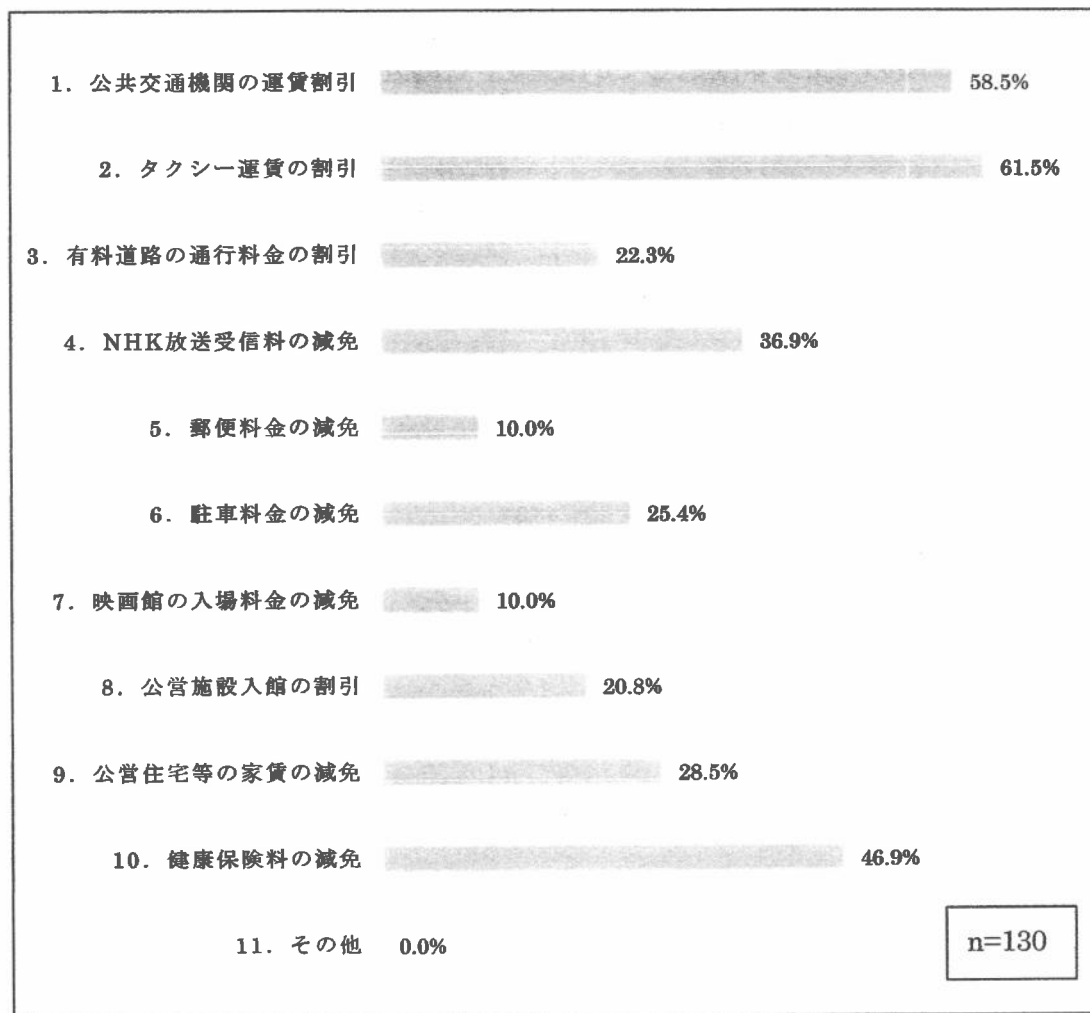 1. 公共交通機関の運賃割引 58.5%
2. タクシー運賃の割引 61.5%
3. 有料道路の通行料金の割引 22.3%
4. NHK放送受信料の減免 36.9%
5. 郵便料金の減免 10.0%
6. 駐車料金の減免 25.4%
7. 映画館の入場料金の減免 10.0%
8. 公営施設入館の割引 20.8%
9. 公営住宅等の家賃の減免 28.5%
10. 健康保険料の減免 46.9%
11. その他 0.0%
n=130